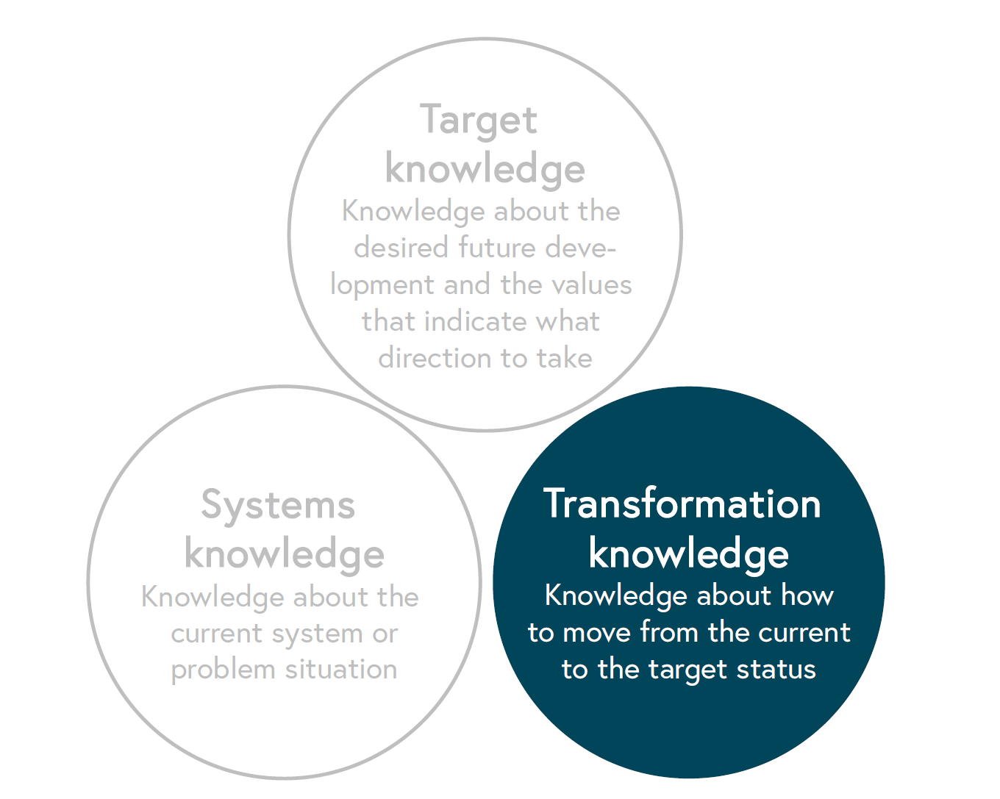 Target
knowledge
Knowledge about the
desired future deve-
lopment and the values
that indicate what
direction to take
Systems
knowledge
Knowledge about the
current system or
problem situation
Transformation
knowledge
Knowledge about how
to move from the current
to the target status